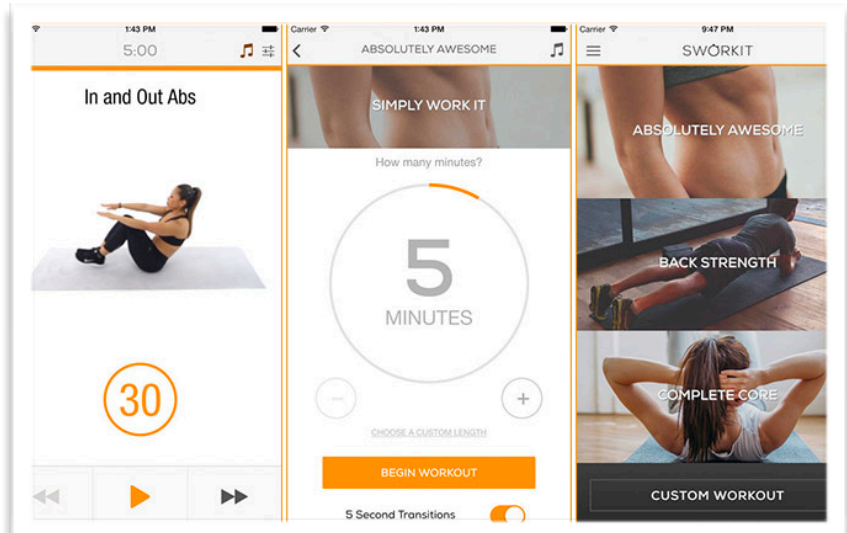 1:43 PM
5:00
In and Out Abs
30
Carrier 1:43 PM
ABSOLUTELY AWESOME
SIMPLY WORK IT
How many minutes?
5
MINUTES
CHOOSE A CUSTOM LENGTH
BEGIN WORKOUT
5 Second Transitions
Carrier 9:47 PM
SWORKIT
ABSOLUTELY AWESOME
BACK STRENGTH
COMPLETE CORE
CUSTOM WORKOUT